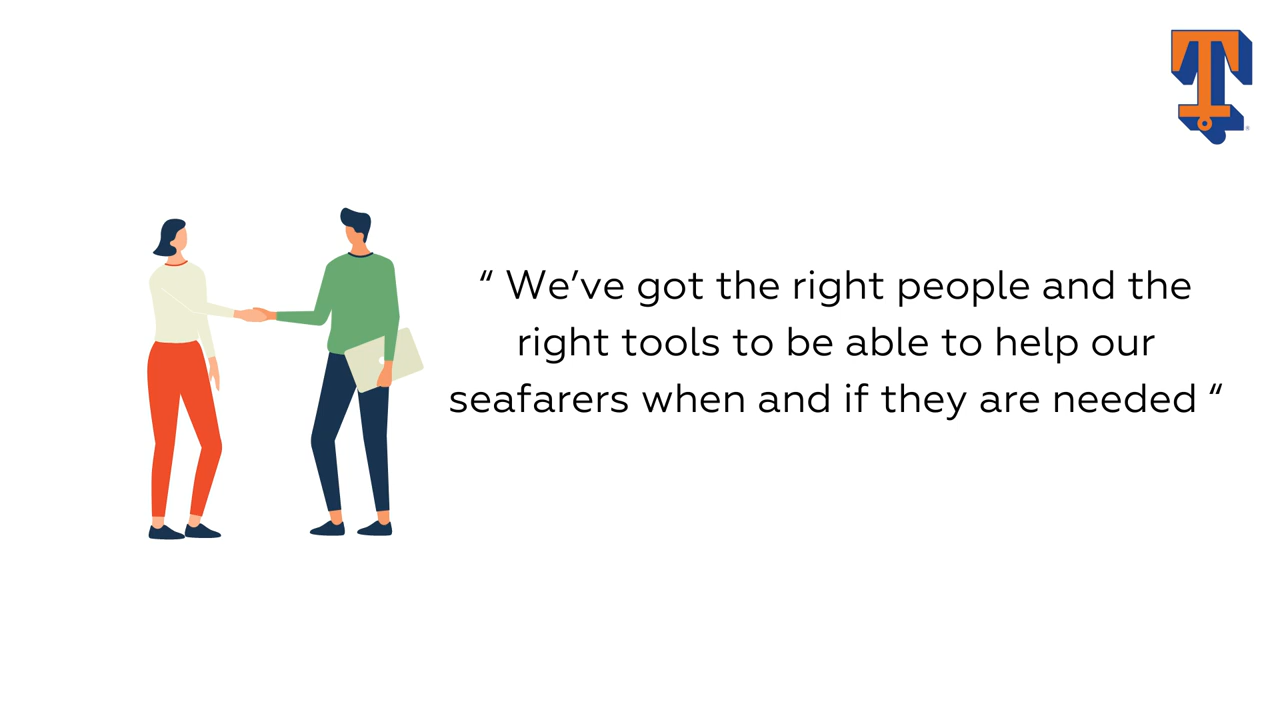 “ We’ve got the right people and the
right tools to be able to help our
seafarers when and if they are needed “
T